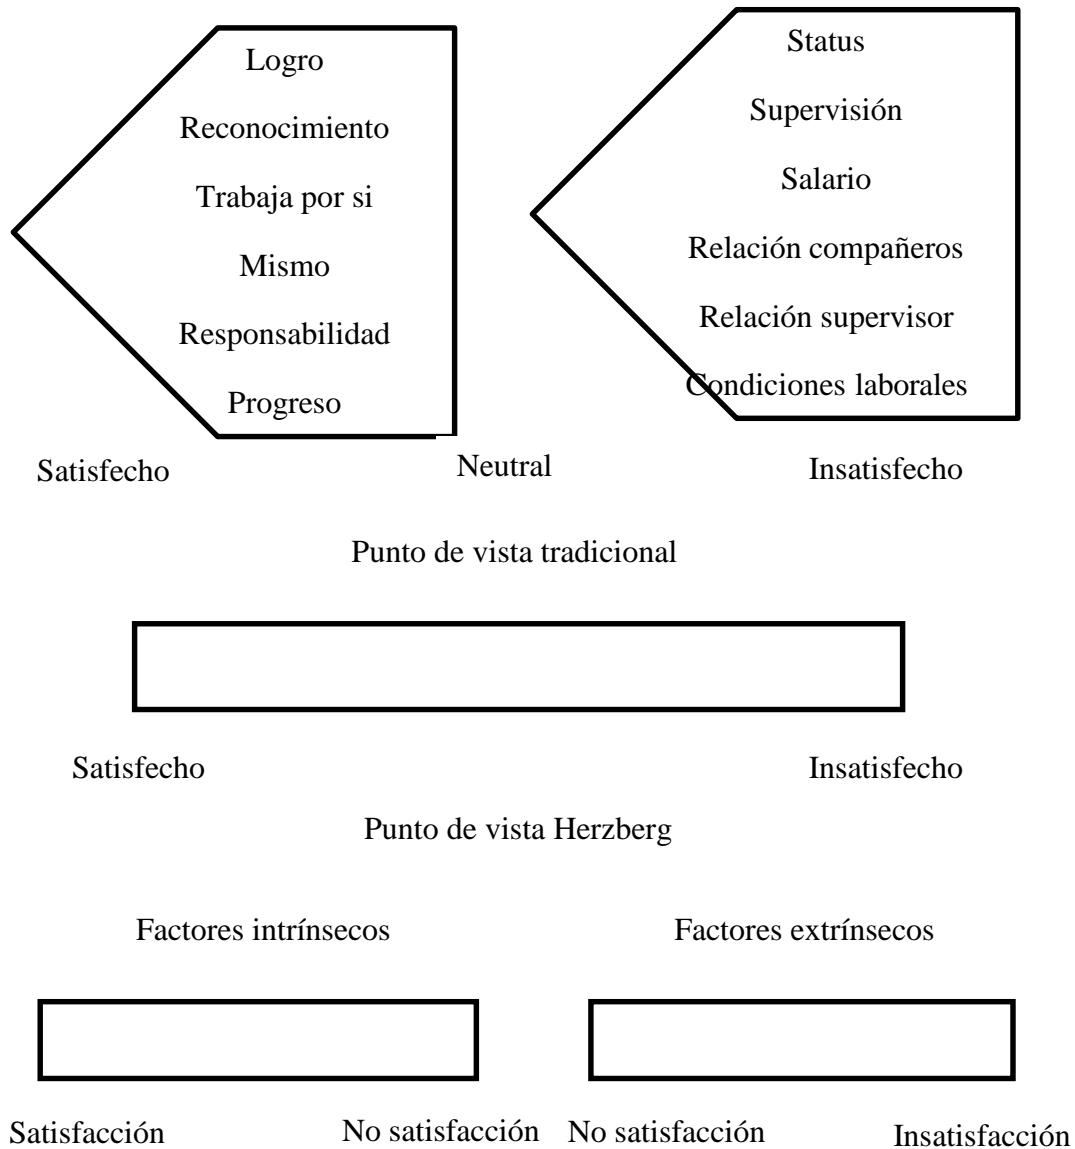 Logro
Reconocimiento
Trabaja por si
Mismo
Responsabilidad
Progreso
Status
Supervisión
Salario
Relación compañeros
Relación supervisor
Condiciones laborales
Satisfecho
Neutral
Insatisfecho
Punto de vista tradicional
Satisfecho
Insatisfecho
Punto de vista Herzberg
Factores intrínsecos
Factores extrínsecos
Satisfacción
No satisfacción
No satisfacción
Insatisfacción